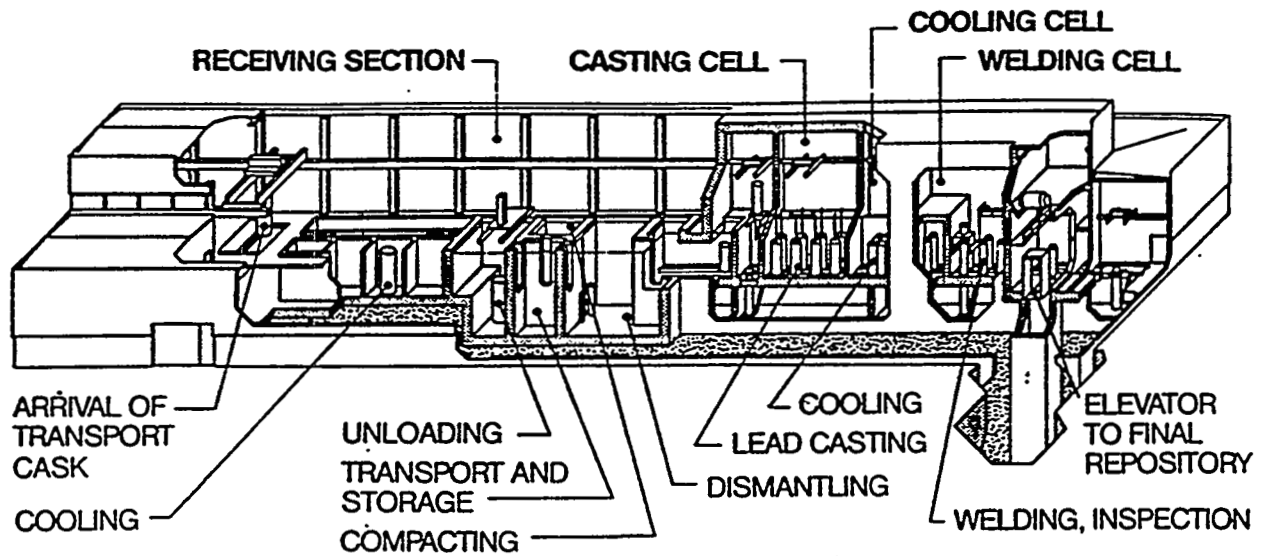 COOLING CELL
RECEIVING SECTION
CASTING CELL
WELDING CELL
ARRIVAL OF
TRANSPORT
CASK
COOLING
UNLOADING
TRANSPORT AND
STORAGE
COMPACTING
COOLING
LEAD CASTING
DISMANTLING
ELEVATOR
TO FINAL
REPOSITORY
WELDING, INSPECTION